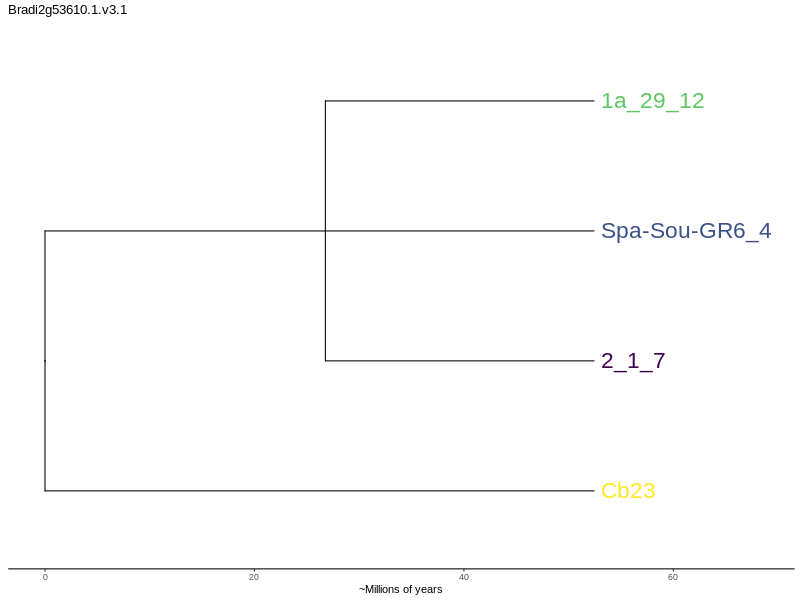 Bradi2g53610.1.v3.1
1a_29_12
Spa-Sou-GR6_4
2_1_7
Cb23
0 20 40 60
~Millions of years